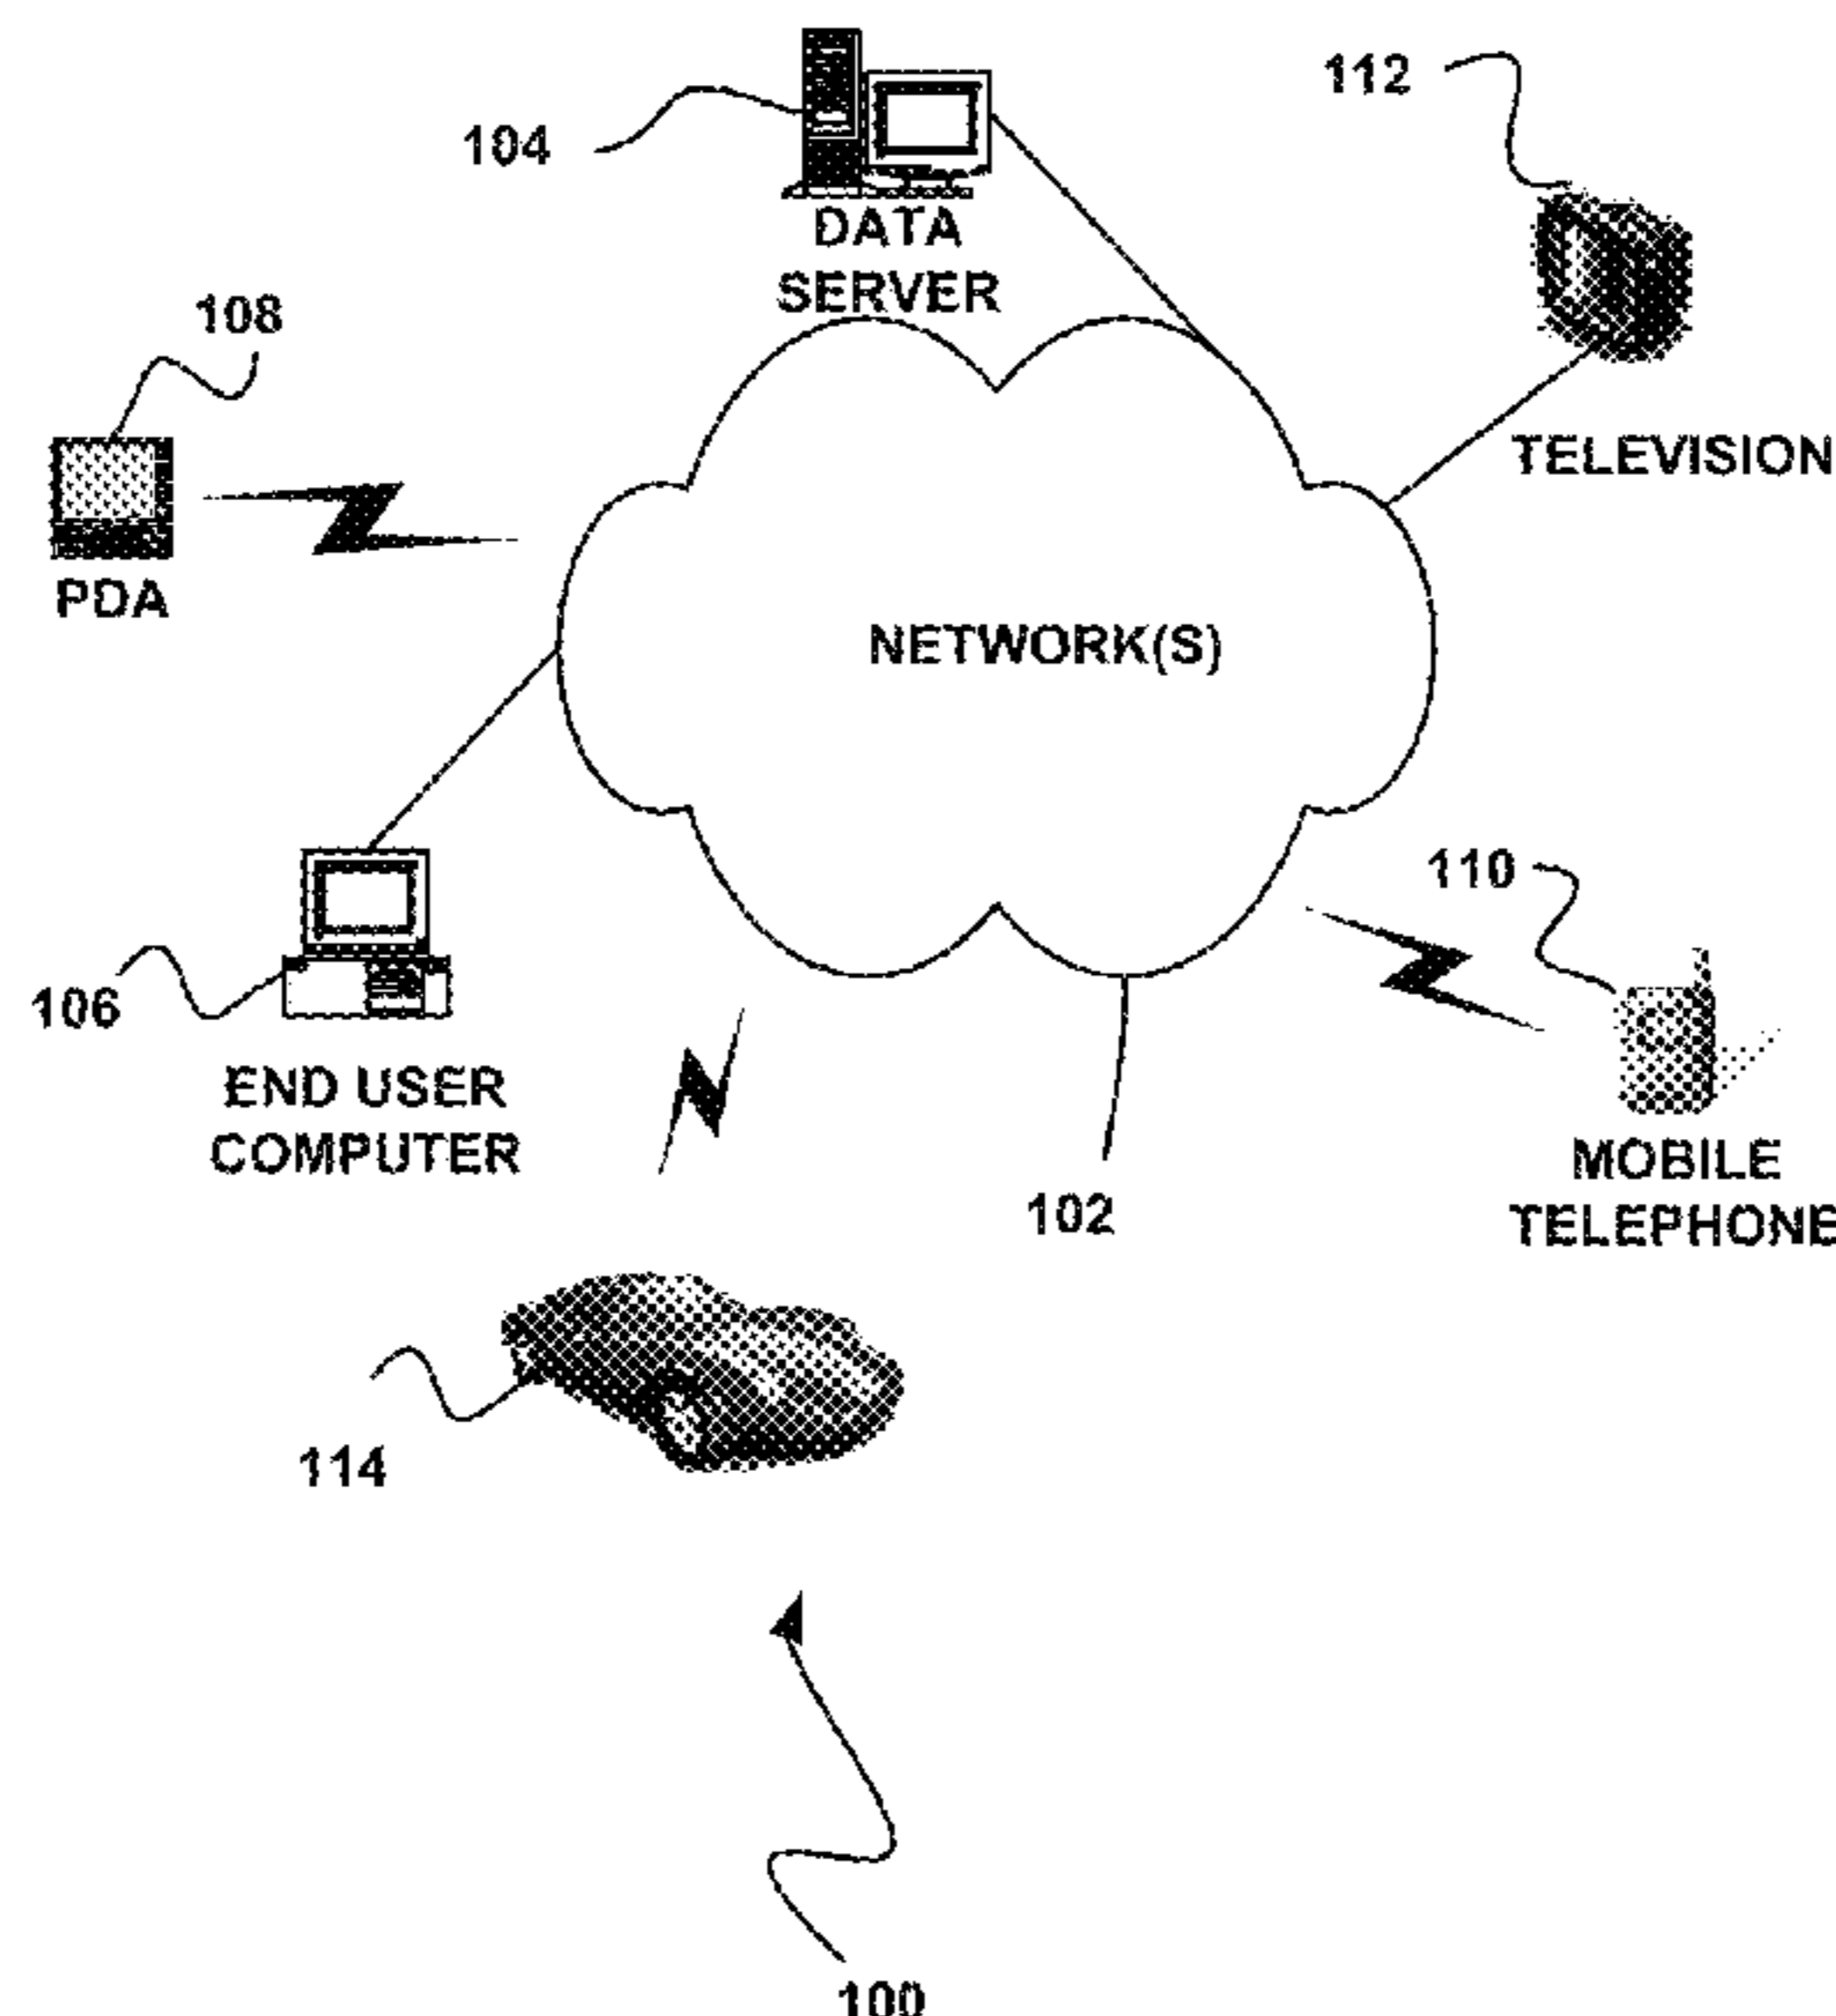 112
104
DATA
SERVER
108
TELEVISION
PDA
NETWORK(S)
110
106
END USER
COMPUTER
MOBILE
TELEPHONE
102
114
100